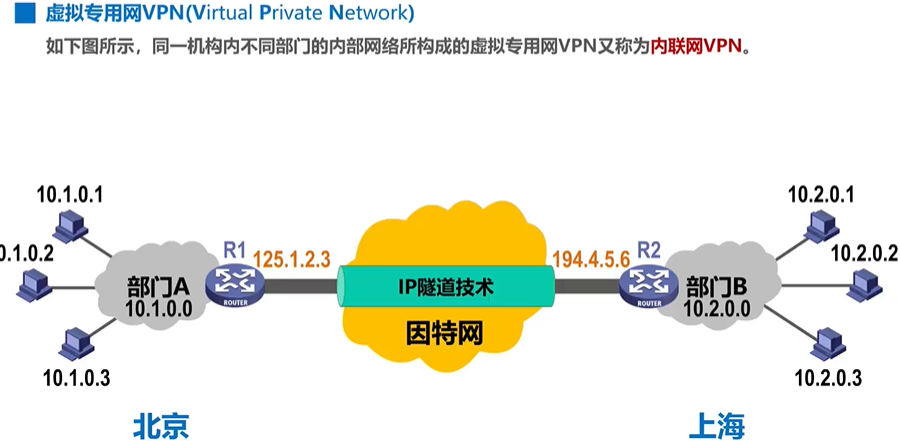 虚拟专用网VPN(Virtual Private Network)
如下图所示，同一机构内不同部门的内部网络所构成的虚拟专用网VPN又称为内联网VPN。
10.1.0.1
10.2.0.1
0.1.0.2
R1
125.1.2.3
194.4.5.6
R2
10.2.0.2
部门A
10.1.0.0
ROUTER
IP隧道技术
ROUTER
部门B
10.2.0.0
因特网
10.1.0.3
10.2.0.3
北京
上海